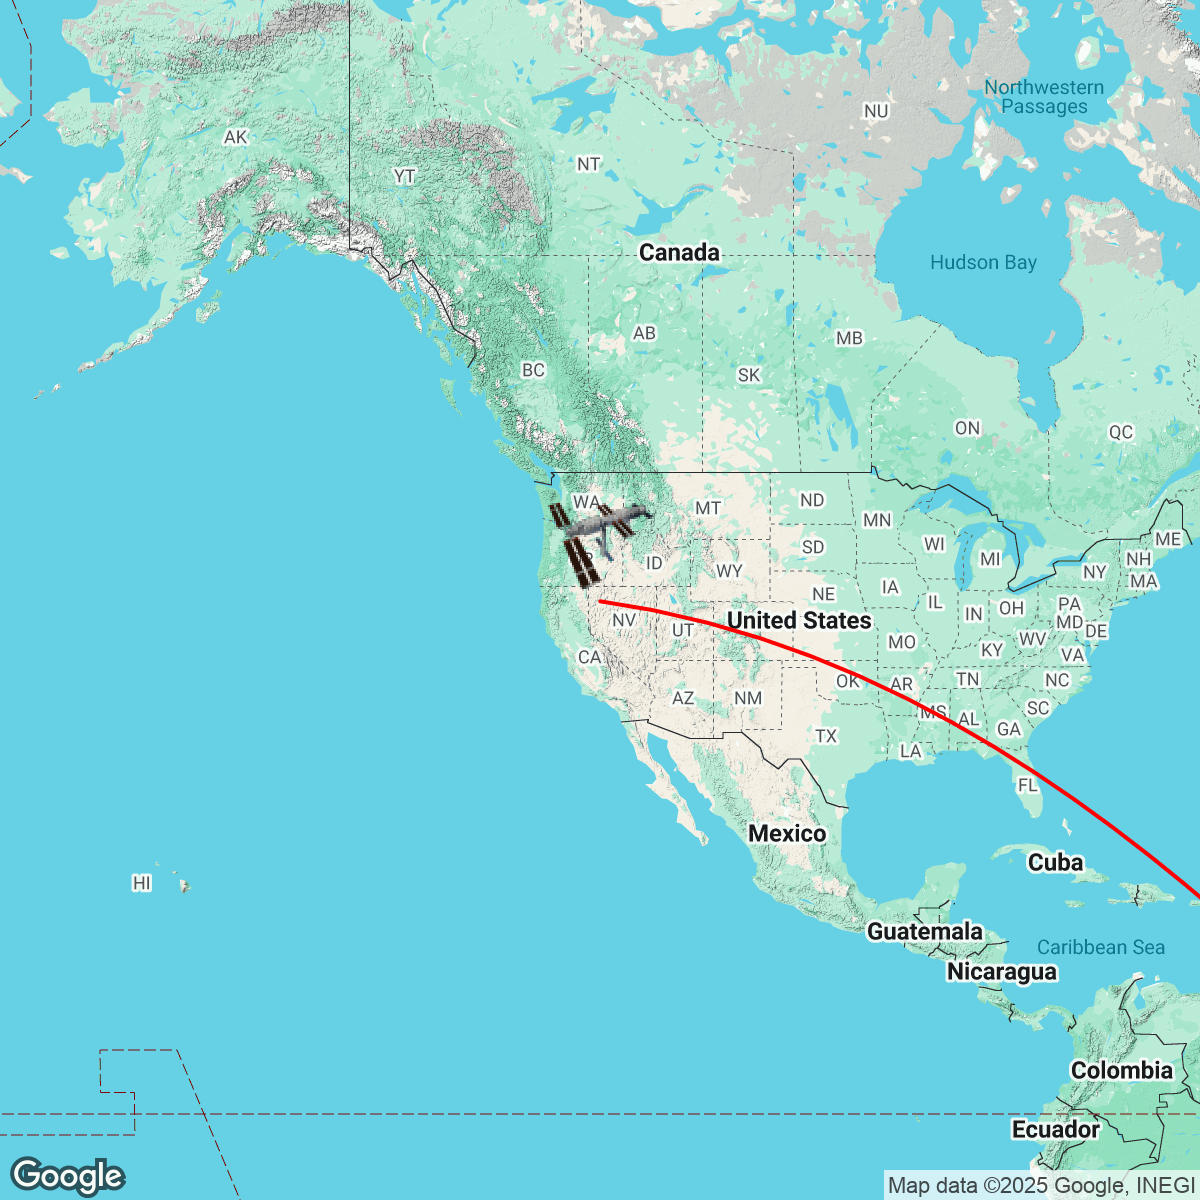 Northwestern
Passages
NU
AK
NT
YT
Canada
Hudson Bay
AB
MB
BC
SK
ON
QC
WA
MT
ND
MN
ME
WI
SD
MI
NH
ID
WY
NY
MA
NE
IA
IL
IN
OH
PA
NV
United States
MD
DE
UT
MO
WV
KY
VA
CA
OK
AR
TN
NC
AZ
NM
MS
AL
SC
GA
TX
LA
FL
Mexico
Cuba
HI
Guatemala
Caribbean Sea
Nicaragua
Colombia
Ecuador
Google
Map data ©2025 Google, INEGI